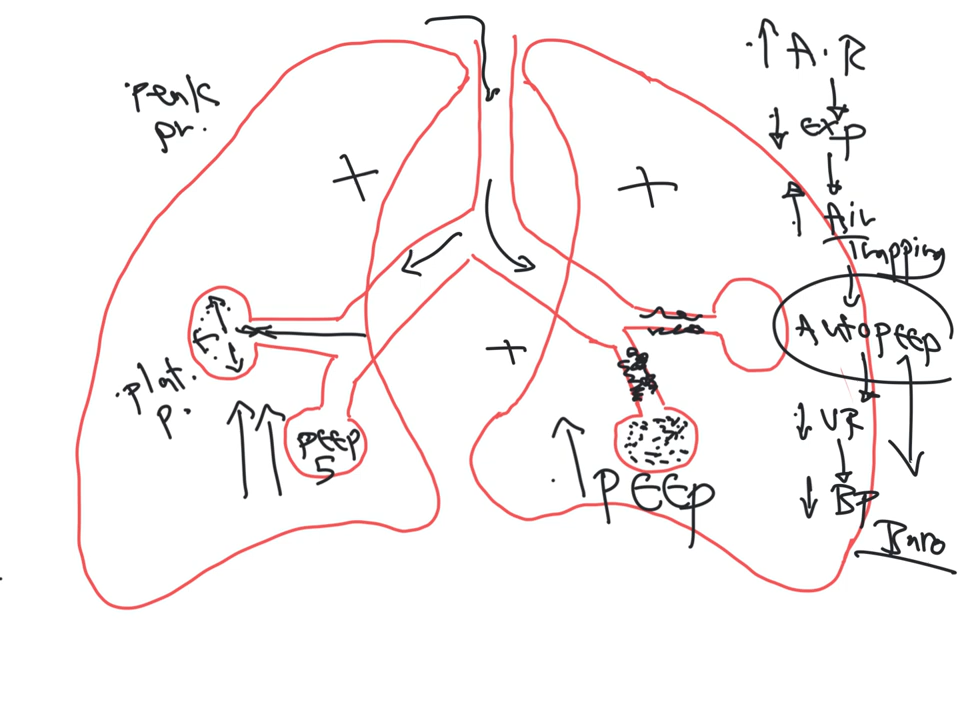 Peak
pr.
plat.
p.
PEEP
5
↑ PEEP
↑ A.R
↓ exp
↑ Air
Trapping
AutoPEEP
↓ VR
↓ BP
Baro